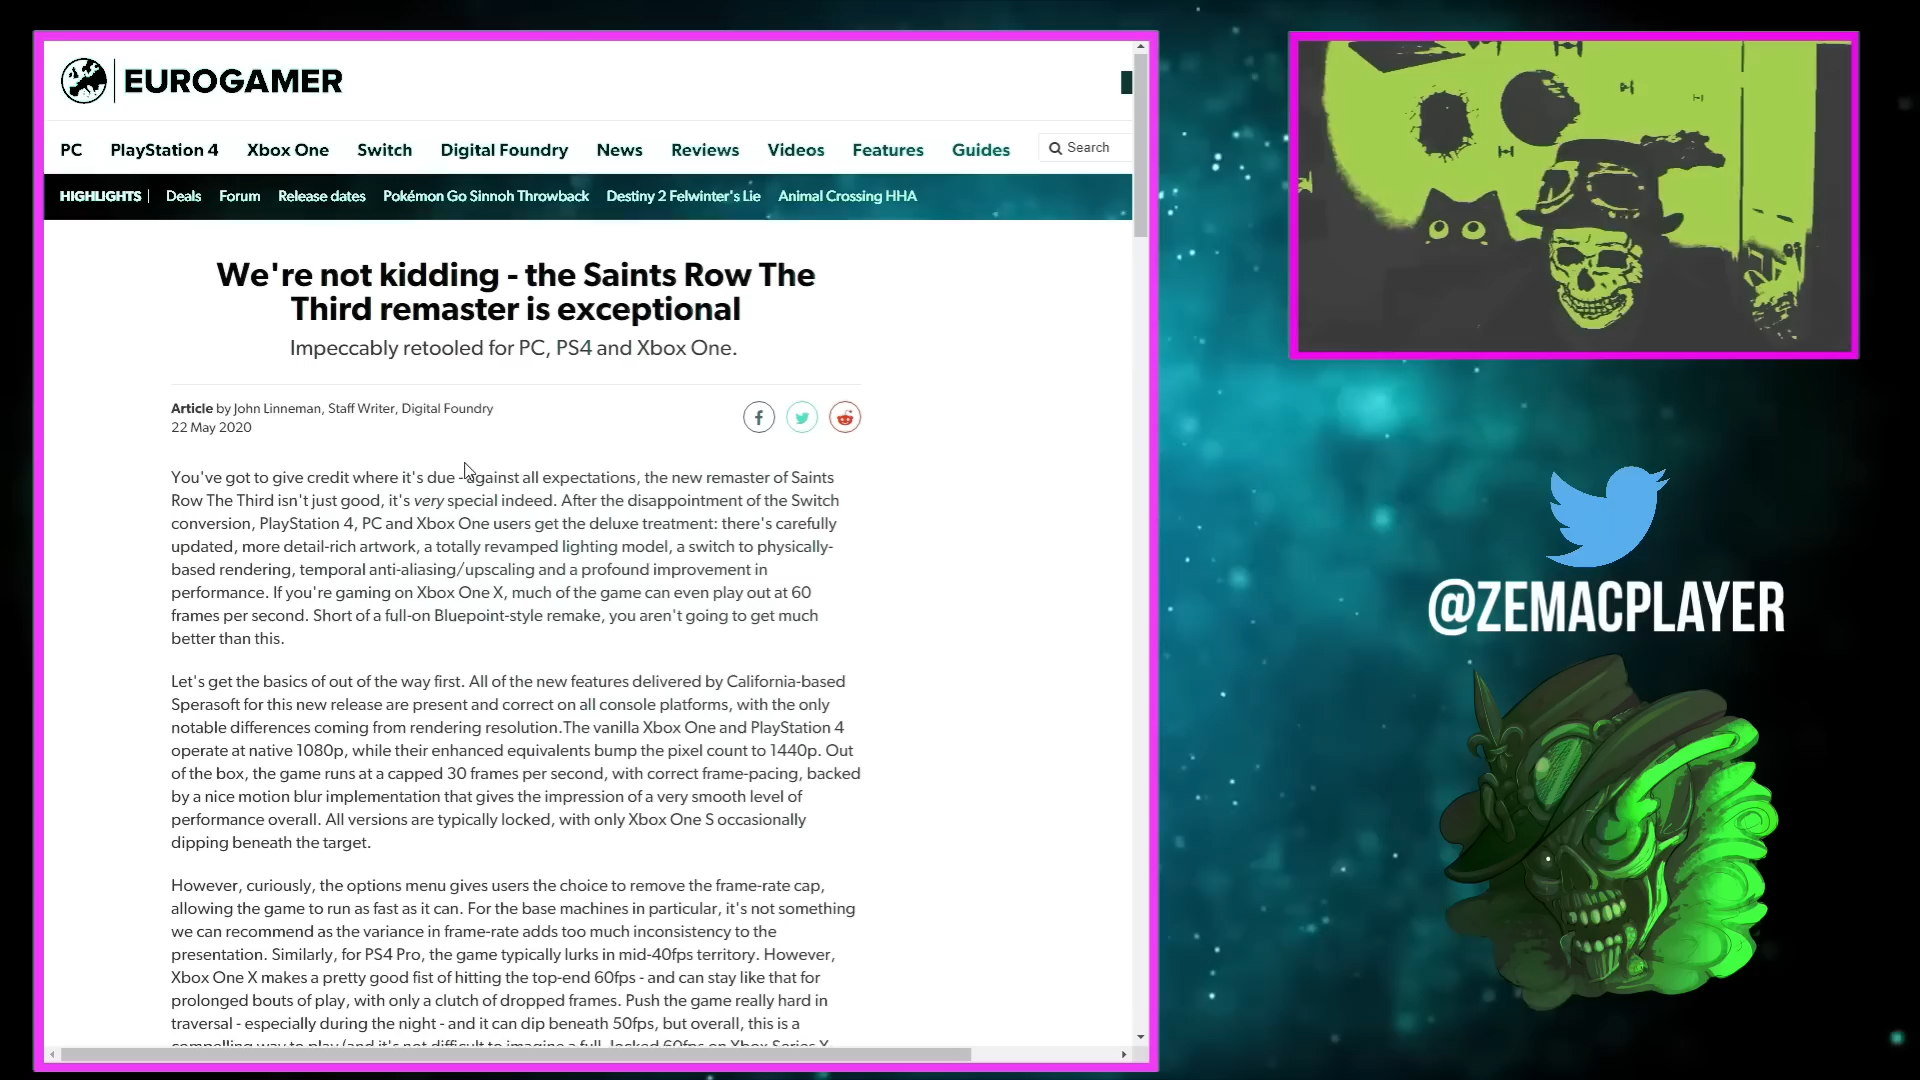 EUROGAMER
PC PlayStation 4 Xbox One Switch Digital Foundry News Reviews Videos Features Guides Search
HIGHLIGHTS | Deals Forum Release dates Pokémon Go Sinnoh Throwback Destiny 2 Felwinter's Lie Animal Crossing HHA
We're not kidding - the Saints Row The
Third remaster is exceptional
Impeccably retooled for PC, PS4 and Xbox One.
Article by John Linneman, Staff Writer, Digital Foundry
22 May 2020
You've got to give credit where it's due - against all expectations, the new remaster of Saints
Row The Third isn't just good, it's very special indeed. After the disappointment of the Switch
conversion, PlayStation 4, PC and Xbox One users get the deluxe treatment: there's carefully
updated, more detail-rich artwork, a totally revamped lighting model, a switch to physically-
based rendering, temporal anti-aliasing/upscaling and a profound improvement in
performance. If you're gaming on Xbox One X, much of the game can even play out at 60
frames per second. Short of a full-on Bluepoint-style remake, you aren't going to get much
better than this.
Let's get the basics of out of the way first. All of the new features delivered by California-based
Sperasoft for this new release are present and correct on all console platforms, with the only
notable differences coming from rendering resolution.The vanilla Xbox One and PlayStation 4
operate at native 1080p, while their enhanced equivalents bump the pixel count to 1440p. Out
of the box, the game runs at a capped 30 frames per second, with correct frame-pacing, backed
by a nice motion blur implementation that gives the impression of a very smooth level of
performance overall. All versions are typically locked, with only Xbox One S occasionally
dipping beneath the target.
However, curiously, the options menu gives users the choice to remove the frame-rate cap,
allowing the game to run as fast as it can. For the base machines in particular, it's not something
we can recommend as the variance in frame-rate adds too much inconsistency to the
presentation. Similarly, for PS4 Pro, the game typically lurks in mid-40fps territory. However,
Xbox One X makes a pretty good fist of hitting the top-end 60fps - and can stay like that for
prolonged bouts of play, with only a clutch of dropped frames. Push the game really hard in
traversal - especially during the night - and it can dip beneath 50fps, but overall, this is a
compelling way to play (and it's not difficult to imagine a full, locked 60fps on Xbox Series X
@ZEMACPLAYER